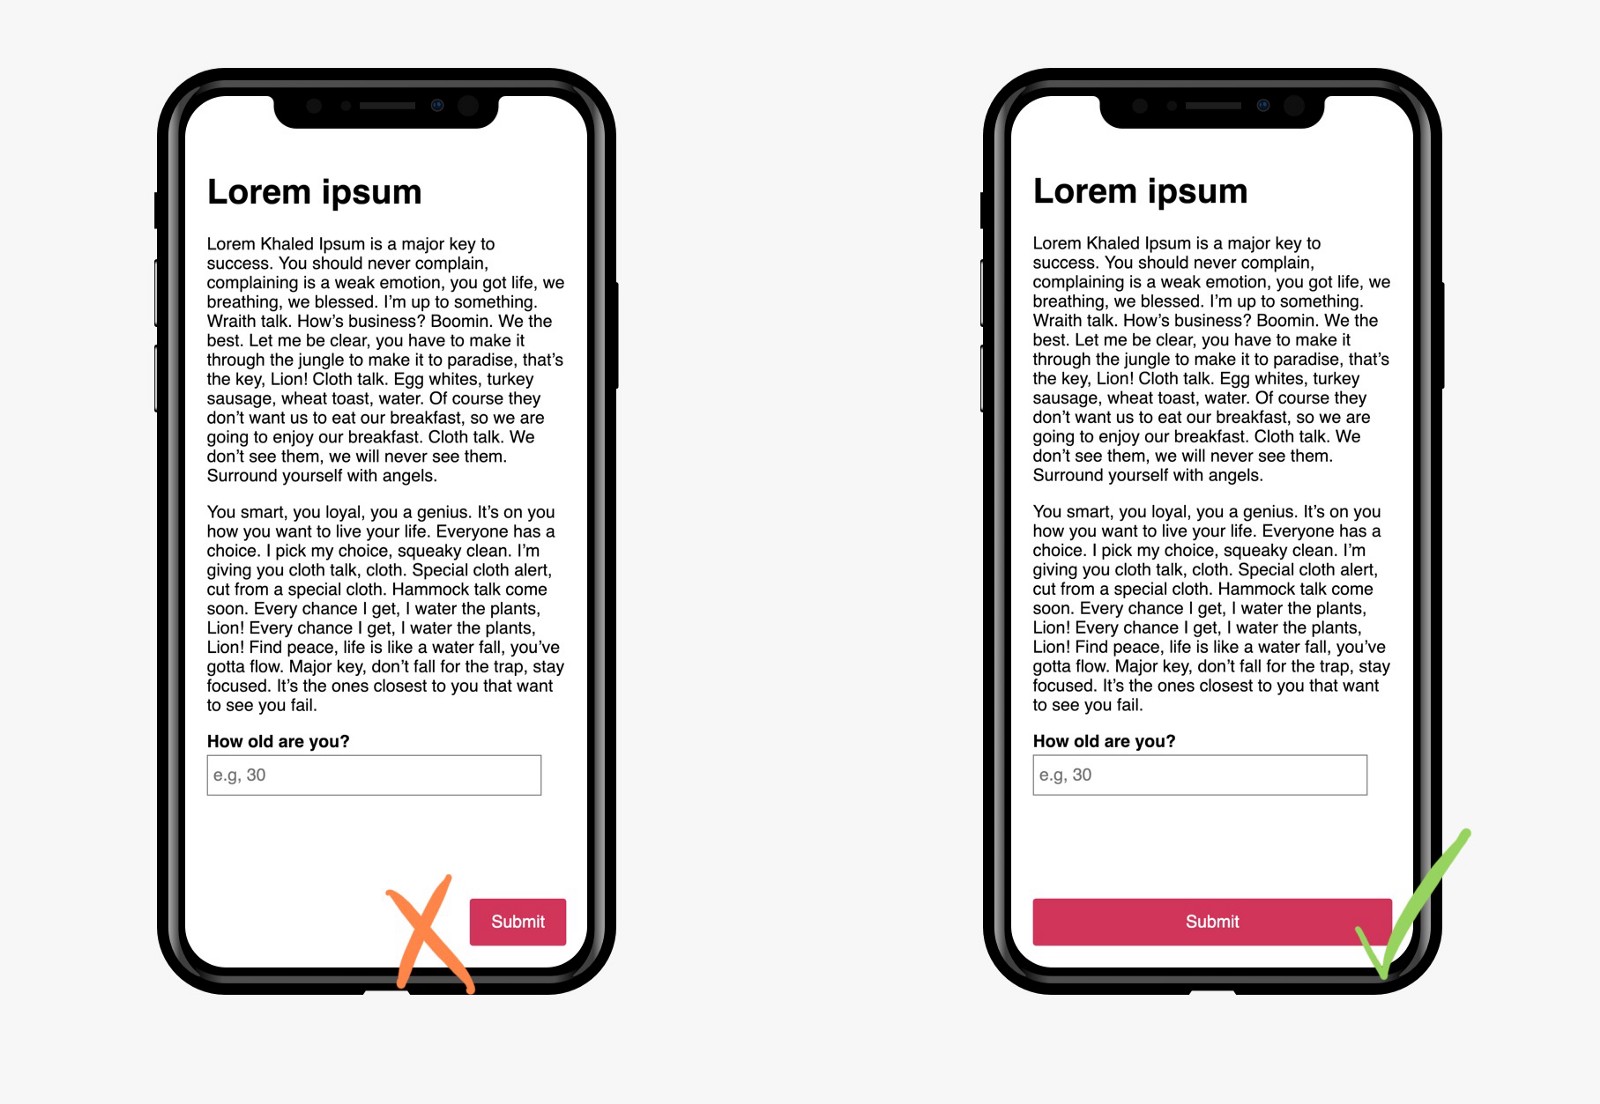 Lorem ipsum
Lorem Khaled Ipsum is a major key to
success. You should never complain,
complaining is a weak emotion, you got life, we
breathing, we blessed. I’m up to something.
Wraith talk. How’s business? Boomin. We the
best. Let me be clear, you have to make it
through the jungle to make it to paradise, that’s
the key, Lion! Cloth talk. Egg whites, turkey
sausage, wheat toast, water. Of course they
don’t want us to eat our breakfast, so we are
going to enjoy our breakfast. Cloth talk. We
don’t see them, we will never see them.
Surround yourself with angels.
You smart, you loyal, you a genius. It’s on you
how you want to live your life. Everyone has a
choice. I pick my choice, squeaky clean. I’m
giving you cloth talk, cloth. Special cloth alert,
cut from a special cloth. Hammock talk come
soon. Every chance I get, I water the plants,
Lion! Every chance I get, I water the plants,
Lion! Find peace, life is like a water fall, you’ve
gotta flow. Major key, don’t fall for the trap, stay
focused. It’s the ones closest to you that want
to see you fail.
How old are you?
e.g, 30
Submit
Lorem ipsum
Lorem Khaled Ipsum is a major key to
success. You should never complain,
complaining is a weak emotion, you got life, we
breathing, we blessed. I’m up to something.
Wraith talk. How’s business? Boomin. We the
best. Let me be clear, you have to make it
through the jungle to make it to paradise, that’s
the key, Lion! Cloth talk. Egg whites, turkey
sausage, wheat toast, water. Of course they
don’t want us to eat our breakfast, so we are
going to enjoy our breakfast. Cloth talk. We
don’t see them, we will never see them.
Surround yourself with angels.
You smart, you loyal, you a genius. It’s on you
how you want to live your life. Everyone has a
choice. I pick my choice, squeaky clean. I’m
giving you cloth talk, cloth. Special cloth alert,
cut from a special cloth. Hammock talk come
soon. Every chance I get, I water the plants,
Lion! Every chance I get, I water the plants,
Lion! Find peace, life is like a water fall, you’ve
gotta flow. Major key, don’t fall for the trap, stay
focused. It’s the ones closest to you that want
to see you fail.
How old are you?
e.g, 30
Submit